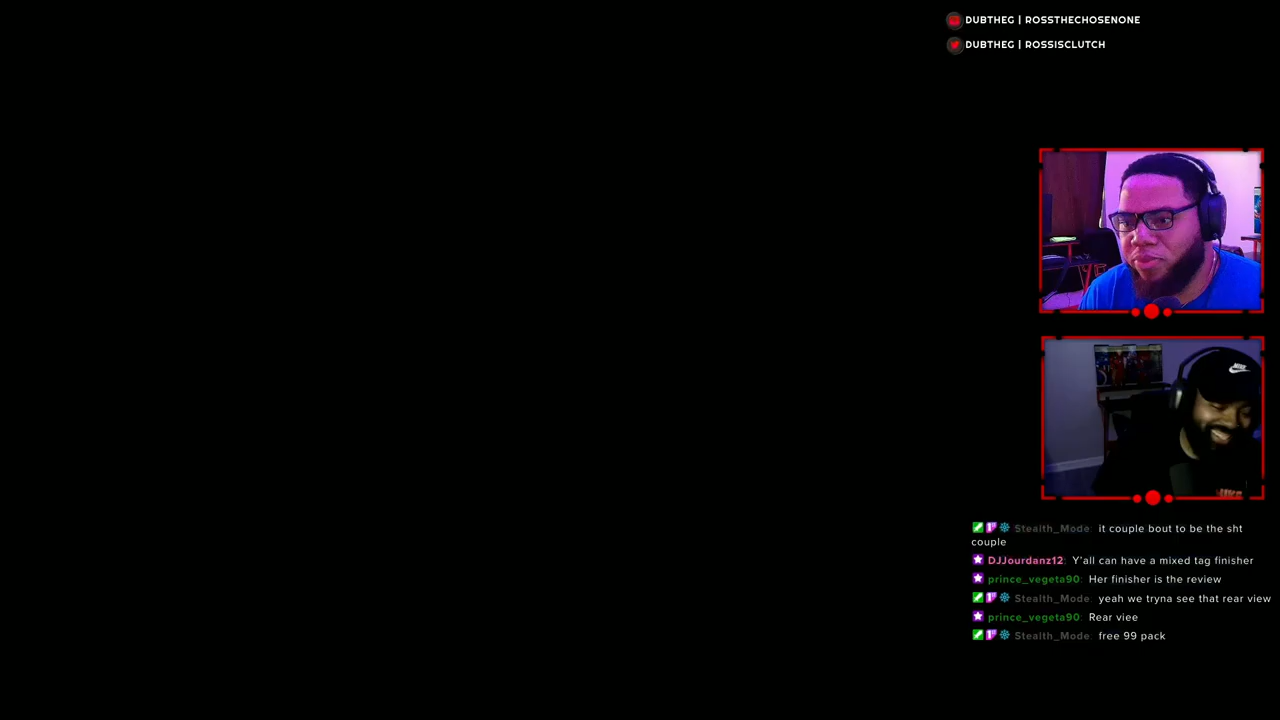 DUBTHEG | ROSSTHECHOSENONE
DUBTHEG | ROSSISCLUTCH
NIKE
Stealth_Mode: it couple bout to be the sht
couple
DJJourdanz12: Y'all can have a mixed tag finisher
prince_vegeta90: Her finisher is the review
Stealth_Mode: yeah we tryna see that rear view
prince_vegeta90: Rear viee
Stealth_Mode: free 99 pack